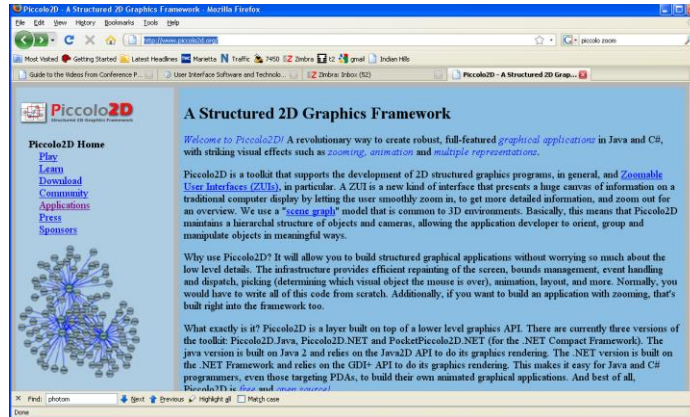 Piccolo2D - A Structured 2D Graphics Framework - Mozilla Firefox
File Edit View History Bookmarks Tools Help
http://www.piccolo2d.org/
piccolo zoom
Most Visited Getting Started Latest Headlines Marietta Traffic 7450 Zimbra t2 gmail Indian Hills
Guide to the Videos from Conference P... User Interface Software and Technolo... Zimbra: Inbox (52) Piccolo2D - A Structured 2D Grap...
Piccolo2D
Structured 2D Graphics Framework
Piccolo2D Home
Play
Learn
Download
Community
Applications
Press
Sponsors
A Structured 2D Graphics Framework
Welcome to Piccolo2D! A revolutionary way to create robust, full-featured graphical applications in Java and C#,
with striking visual effects such as zooming, animation and multiple representations.
Piccolo2D is a toolkit that supports the development of 2D structured graphics programs, in general, and Zoomable
User Interfaces (ZUIs), in particular. A ZUI is a new kind of interface that presents a huge canvas of information on a
traditional computer display by letting the user smoothly zoom in, to get more detailed information, and zoom out for
an overview. We use a "scene graph" model that is common to 3D environments. Basically, this means that Piccolo2D
maintains a hierarchal structure of objects and cameras, allowing the application developer to orient, group and
manipulate objects in meaningful ways.
Why use Piccolo2D? It will allow you to build structured graphical applications without worrying so much about the
low level details. The infrastructure provides efficient repainting of the screen, bounds management, event handling
and dispatch, picking (determining which visual object the mouse is over), animation, layout, and more. Normally, you
would have to write all of this code from scratch. Additionally, if you want to build an application with zooming, that's
built right into the framework too.
What exactly is it? Piccolo2D is a layer built on top of a lower level graphics API. There are currently three versions of
the toolkit: Piccolo2D.Java, Piccolo2D.NET and PocketPiccolo2D.NET (for the .NET Compact Framework). The
java version is built on Java 2 and relies on the Java2D API to do its graphics rendering. The .NET version is built on
the .NET Framework and relies on the GDI+ API to do its graphics rendering. This makes it easy for Java and C#
programmers, even those targeting PDAs, to build their own animated graphical applications. And best of all,
Piccolo2D is free and open source!
Find: photom Next Previous Highlight all Match case
Done